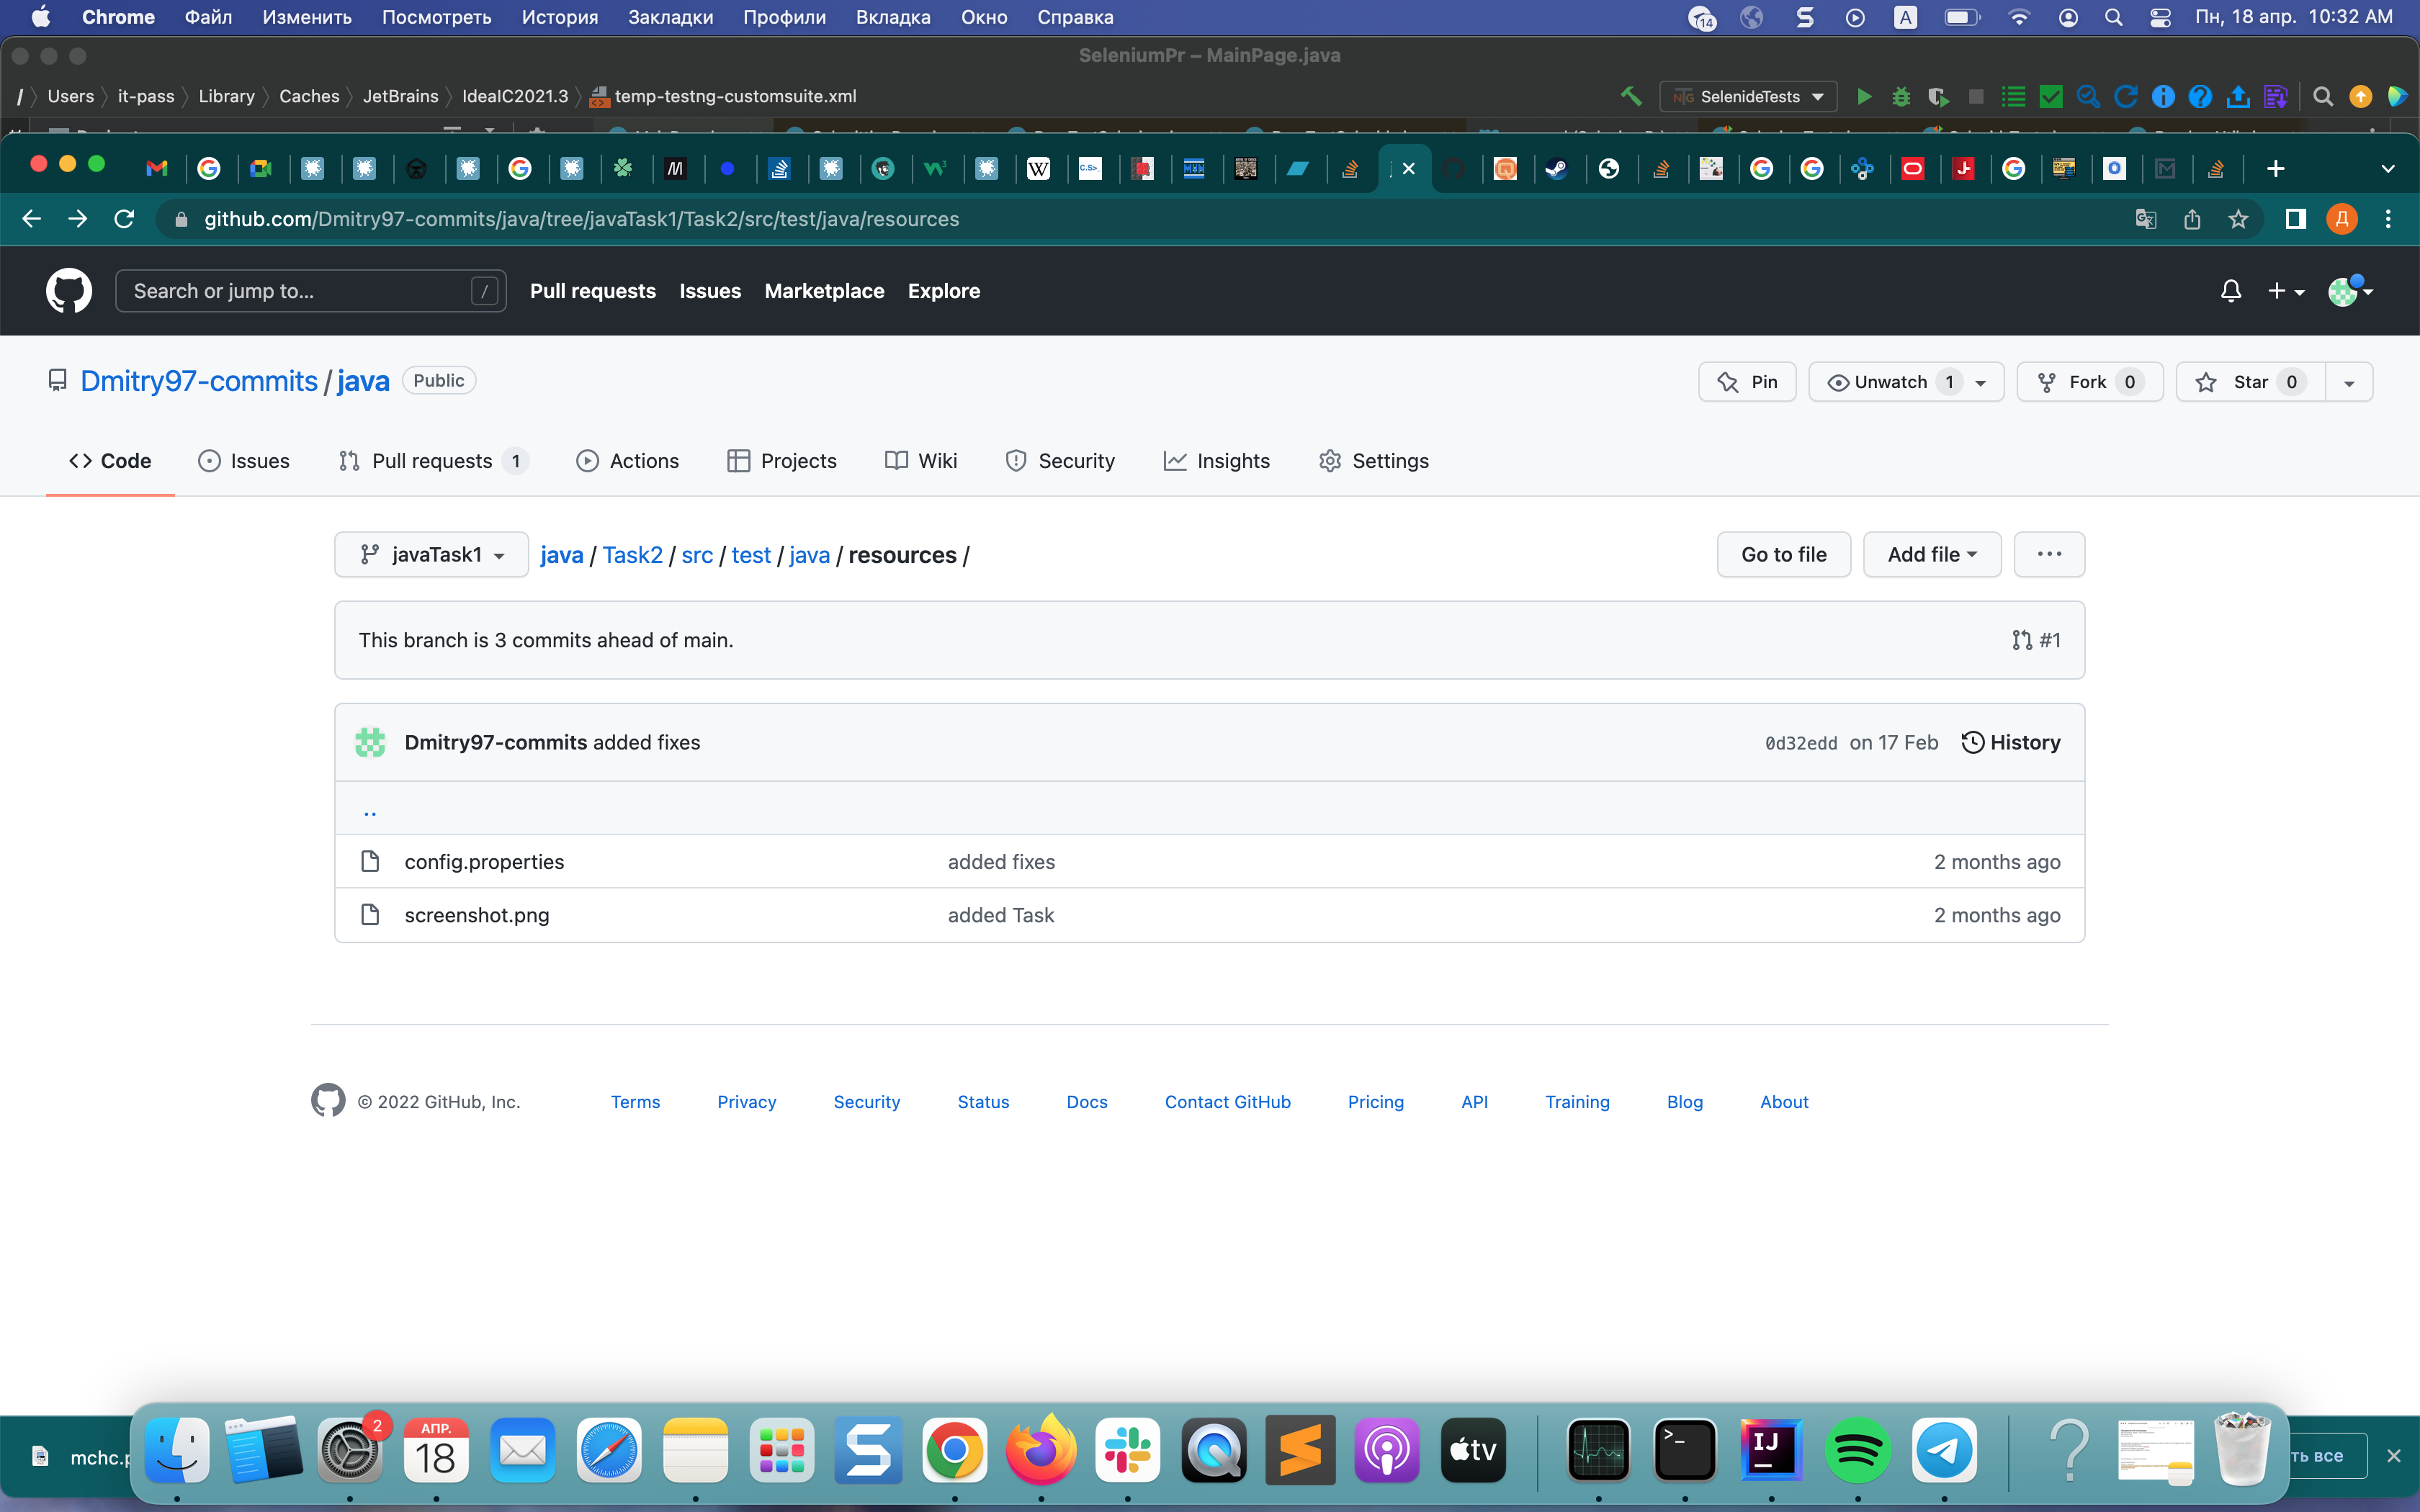 Chrome Файл Изменить Посмотреть История Закладки Профили Вкладка Окно Справка 14 A Пн, 18 апр. 10:32 AM
SeleniumPr – MainPage.java
/ Users it-pass Library Caches JetBrains IdealC2021.3 temp-testng-customsuite.xml SelenideTests
github.com/Dmitry97-commits/java/tree/javaTask1/Task2/src/test/java/resources Д
Search or jump to... / Pull requests Issues Marketplace Explore
Dmitry97-commits / java Public Pin Unwatch 1 Fork 0 Star 0
Code Issues Pull requests 1 Actions Projects Wiki Security Insights Settings
javaTask1 java / Task2 / src / test / java / resources / Go to file Add file ...
This branch is 3 commits ahead of main. #1
Dmitry97-commits added fixes 0d32edd on 17 Feb History
..
config.properties added fixes 2 months ago
screenshot.png added Task 2 months ago
© 2022 GitHub, Inc. Terms Privacy Security Status Docs Contact GitHub Pricing API Training Blog About
2
АПР.
18
tv
IJ
mchc.p
ть все